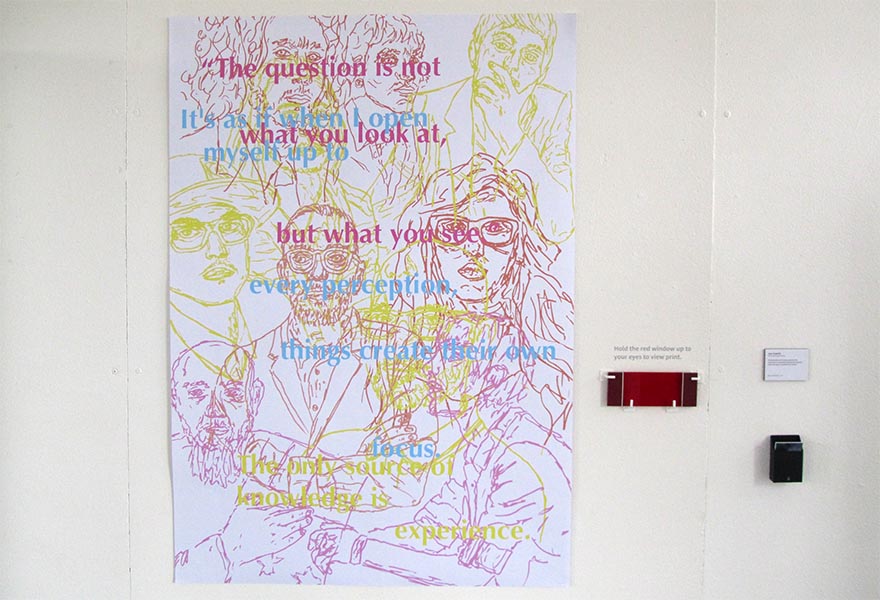 “The question is not
It's as if when I open
what you look at,
myself up to
but what you see.
every perception,
things create their own
focus.
The only source of
knowledge is
experience.
Hold the red window up to
your eyes to view print.